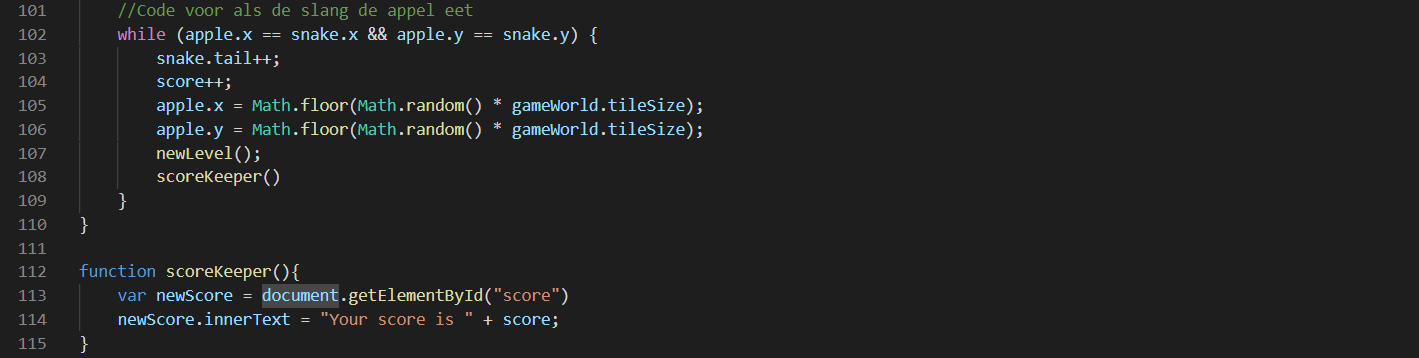 101 //Code voor als de slang de appel eet
102 while (apple.x == snake.x && apple.y == snake.y) {
103 snake.tail++;
104 score++;
105 apple.x = Math.floor(Math.random() * gameWorld.tileSize);
106 apple.y = Math.floor(Math.random() * gameWorld.tileSize);
107 newLevel();
108 scoreKeeper()
109 }
110 }
111
112 function scoreKeeper(){
113 var newScore = document.getElementById("score")
114 newScore.innerText = "Your score is " + score;
115 }